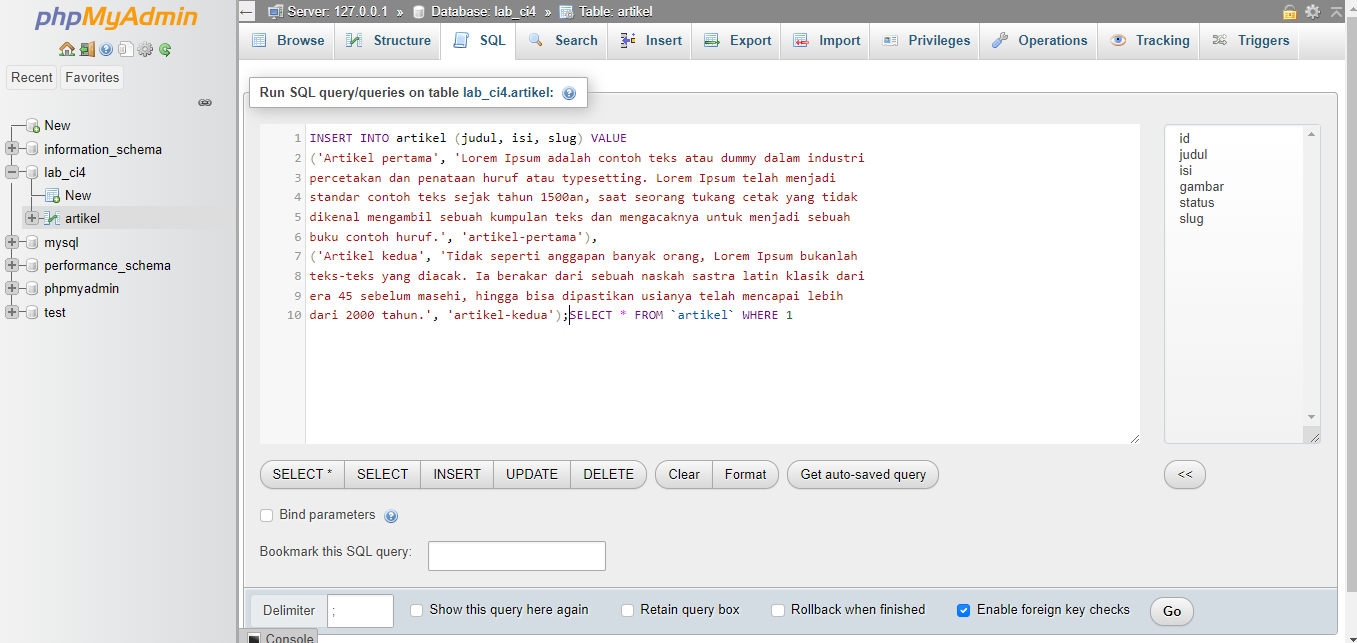 phpMyAdmin
Server: 127.0.0.1 » Database: lab_ci4 » Table: artikel
Browse Structure SQL Search Insert Export Import Privileges Operations Tracking Triggers
Recent Favorites
New
information_schema
lab_ci4
New
artikel
mysql
performance_schema
phpmyadmin
test
Run SQL query/queries on table lab_ci4.artikel:
1 INSERT INTO artikel (judul, isi, slug) VALUE
2 ('Artikel pertama', 'Lorem Ipsum adalah contoh teks atau dummy dalam industri
3 percetakan dan penataan huruf atau typesetting. Lorem Ipsum telah menjadi
4 standar contoh teks sejak tahun 1500an, saat seorang tukang cetak yang tidak
5 dikenal mengambil sebuah kumpulan teks dan mengacaknya untuk menjadi sebuah
6 buku contoh huruf.', 'artikel-pertama'),
7 ('Artikel kedua', 'Tidak seperti anggapan banyak orang, Lorem Ipsum bukanlah
8 teks-teks yang diacak. Ia berakar dari sebuah naskah sastra latin klasik dari
9 era 45 sebelum masehi, hingga bisa dipastikan usianya telah mencapai lebih
10 dari 2000 tahun.', 'artikel-kedua');SELECT * FROM `artikel` WHERE 1
id
judul
isi
gambar
status
slug
SELECT * SELECT INSERT UPDATE DELETE Clear Format Get auto-saved query <<
Bind parameters
Bookmark this SQL query:
Delimiter ; Show this query here again Retain query box Rollback when finished Enable foreign key checks Go
Console